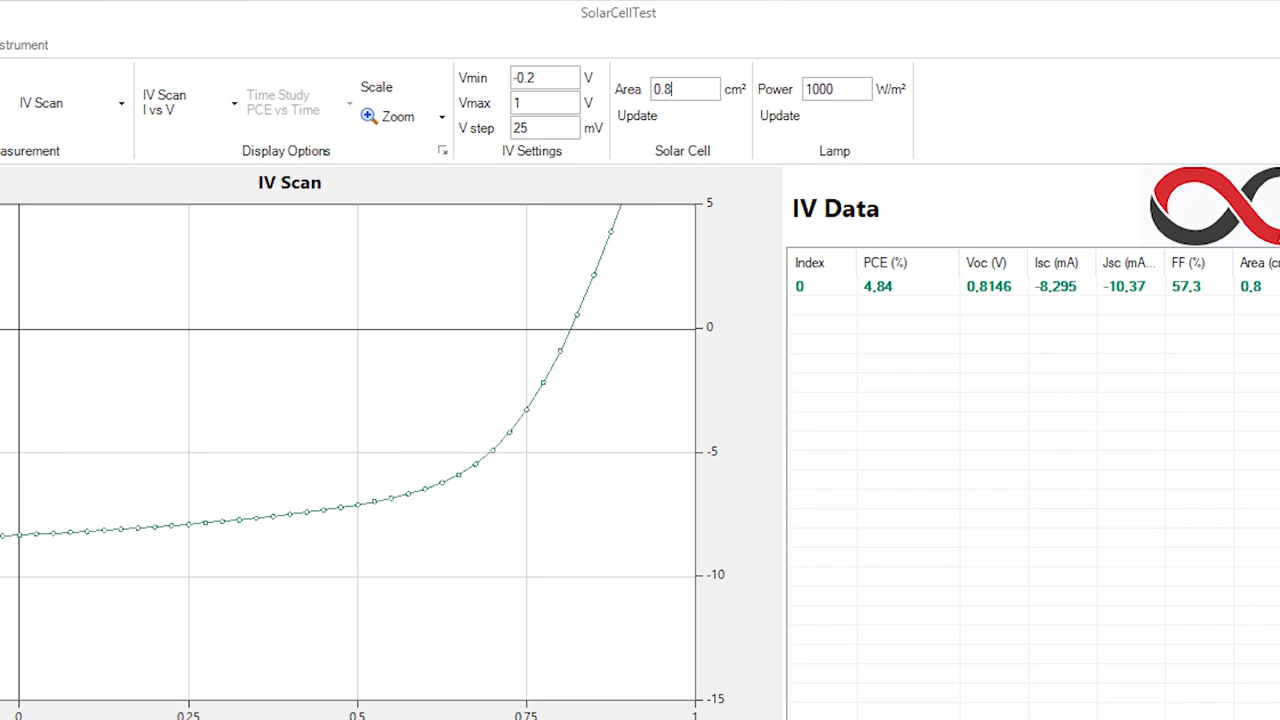 SolarCellTest
strument
IV Scan
IV Scan
I vs V
Time Study
PCE vs Time
Scale
Zoom
Vmin -0.2 V
Vmax 1 V
V step 25 mV
Area 0.8 cm²
Update
Power 1000 W/m²
Update
asurement
Display Options
IV Settings
Solar Cell
Lamp
IV Scan
5
0
-5
-10
-15
0 0.25 0.5 0.75 1
IV Data
Index PCE (%) Voc (V) Isc (mA) Jsc (mA... FF (%) Area (c
0 4.84 0.8146 -8.295 -10.37 57.3 0.8